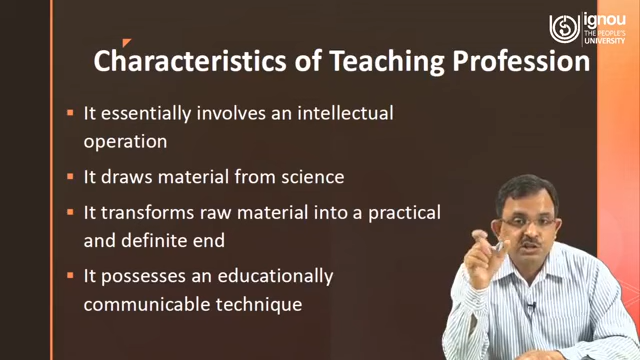 ignou
THE PEOPLE'S
UNIVERSITY
Characteristics of Teaching Profession
It essentially involves an intellectual
operation
It draws material from science
It transforms raw material into a practical
and definite end
It possesses an educationally
communicable technique